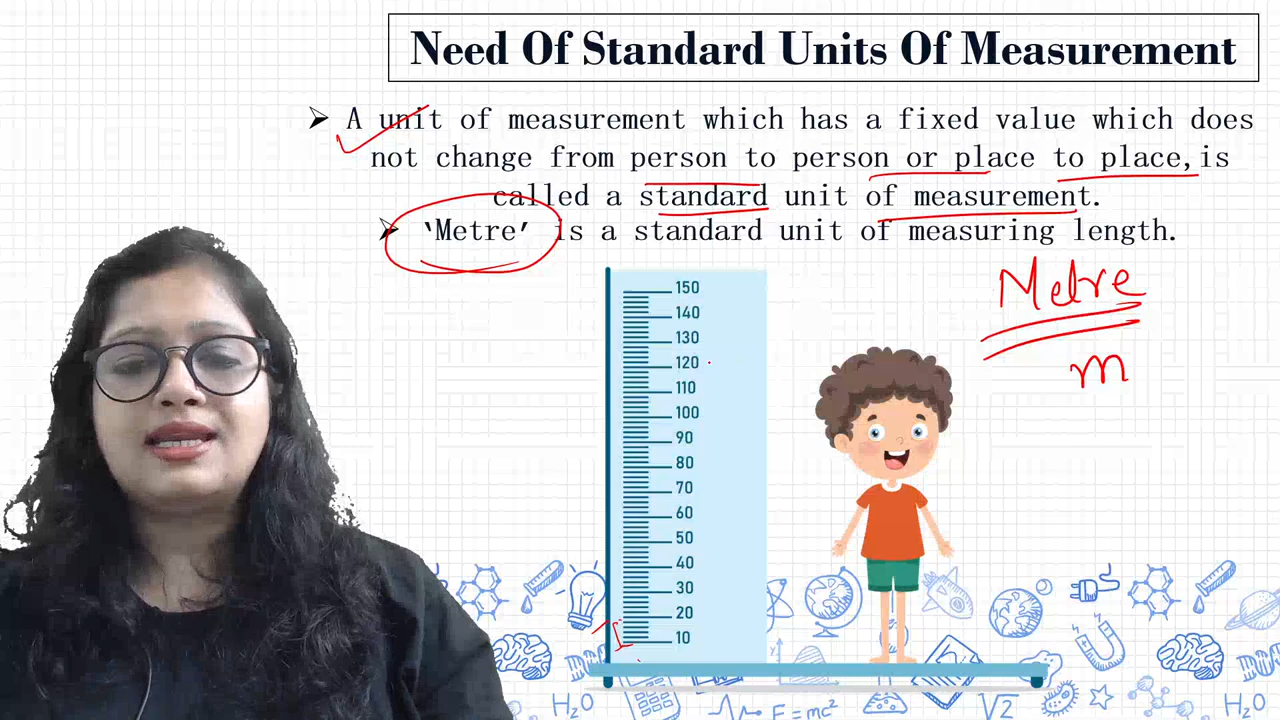 Need Of Standard Units Of Measurement
➢ A unit of measurement which has a fixed value which does
not change from person to person or place to place,is
called a standard unit of measurement.
➢ ‘Metre’ is a standard unit of measuring length.
Metre
m
150
140
130
120
110
100
90
80
70
60
50
40
30
20
10
H₂O
F=mc²
√2
H₂O